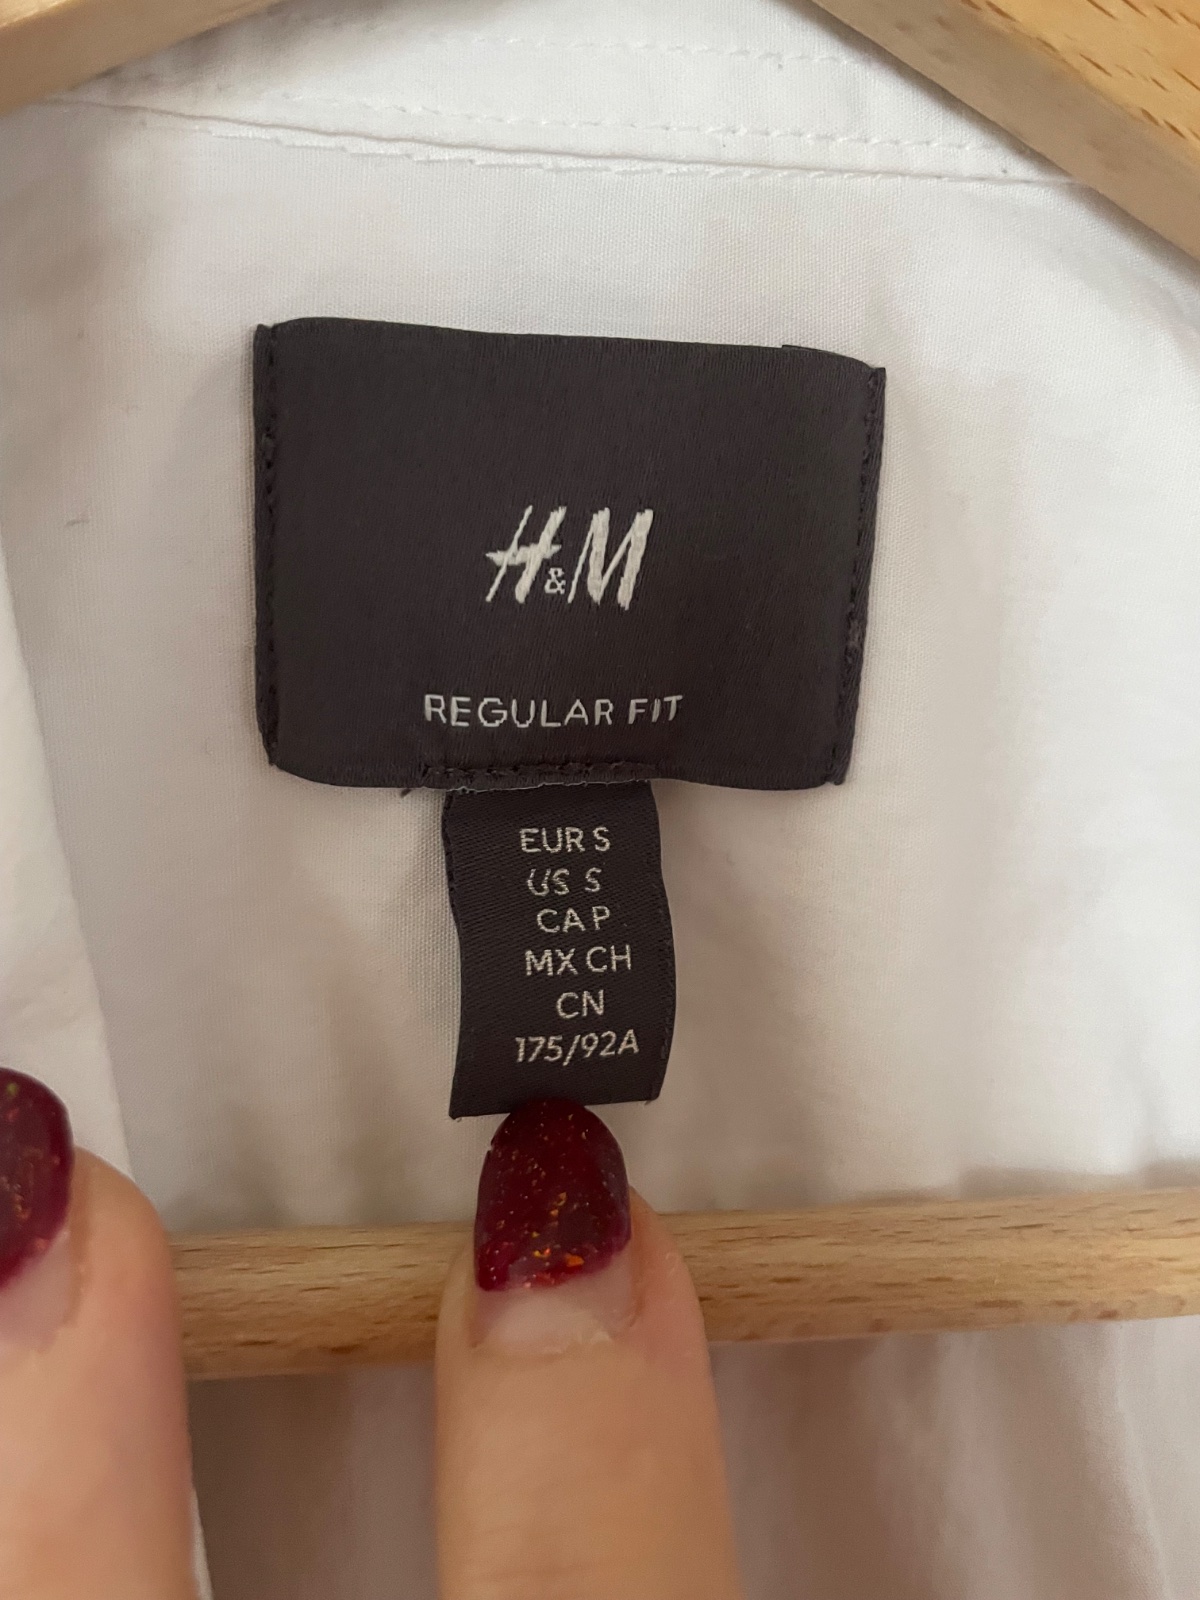 H&M
REGULAR FIT
EUR S
US S
CA P
MX CH
CN
175/92A